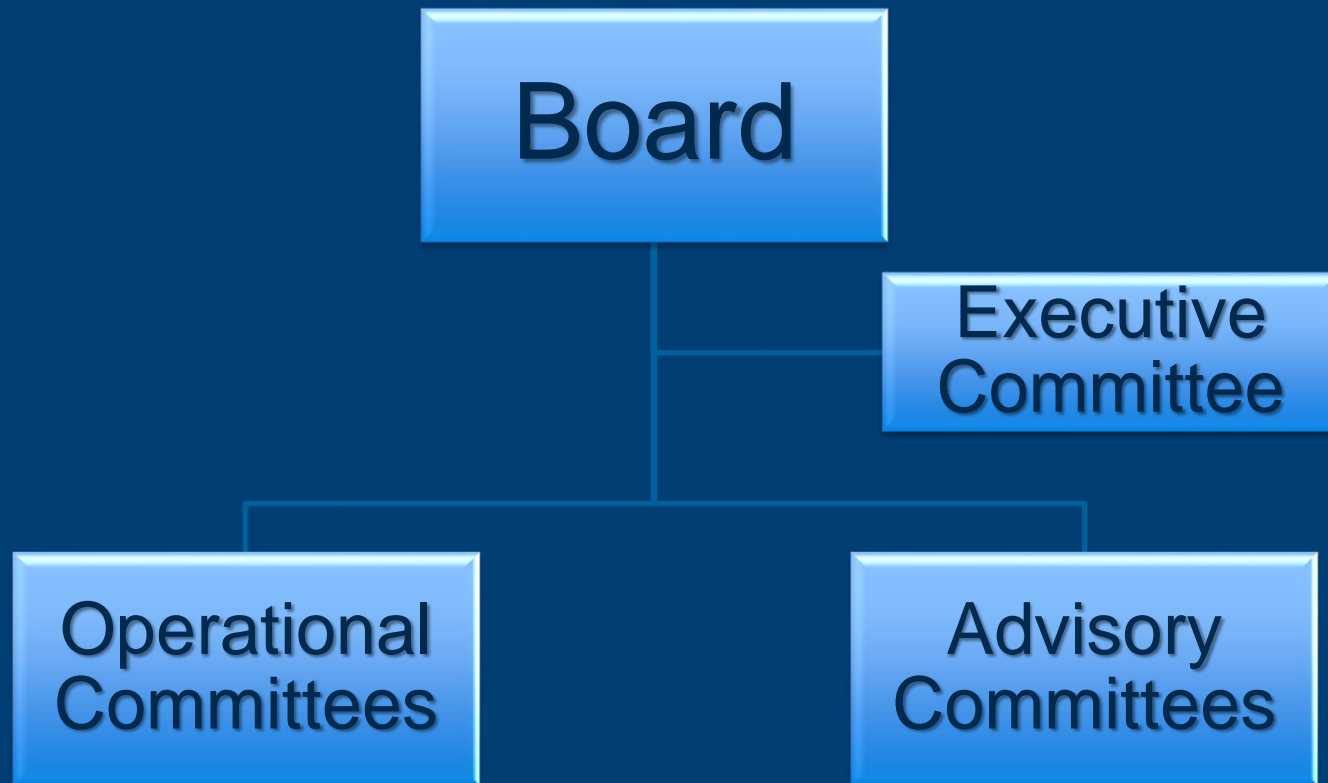 Board
Executive
Committee
Operational
Committees
Advisory
Committees